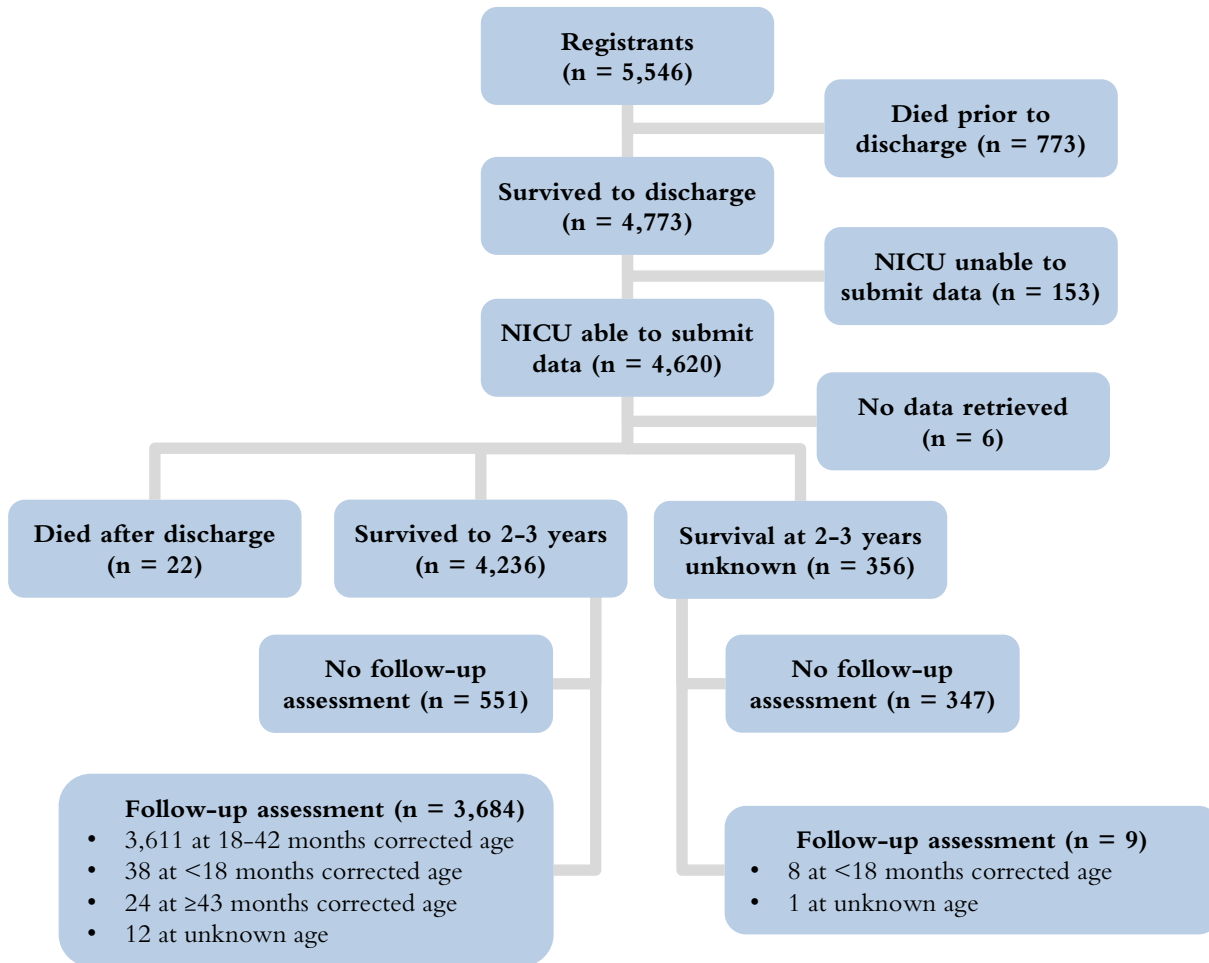 Registrants
(n = 5,546)
Died prior to
discharge (n = 773)
Survived to discharge
(n = 4,773)
NICU unable to
submit data (n = 153)
NICU able to submit
data (n = 4,620)
No data retrieved
(n = 6)
Died after discharge
(n = 22)
Survived to 2-3 years
(n = 4,236)
Survival at 2-3 years
unknown (n = 356)
No follow-up
assessment (n = 551)
No follow-up
assessment (n = 347)
Follow-up assessment (n = 3,684)
• 3,611 at 18-42 months corrected age
• 38 at <18 months corrected age
• 24 at ≥43 months corrected age
• 12 at unknown age
Follow-up assessment (n = 9)
• 8 at <18 months corrected age
• 1 at unknown age